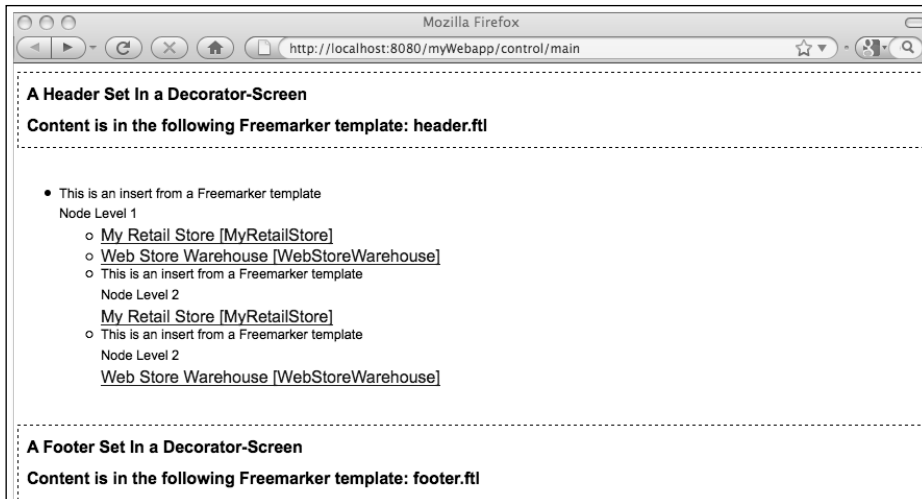 Mozilla Firefox
http://localhost:8080/myWebapp/control/main
A Header Set In a Decorator-Screen
Content is in the following Freemarker template: header.ftl
This is an insert from a Freemarker template
Node Level 1
My Retail Store [MyRetailStore]
Web Store Warehouse [WebStoreWarehouse]
This is an insert from a Freemarker template
Node Level 2
My Retail Store [MyRetailStore]
This is an insert from a Freemarker template
Node Level 2
Web Store Warehouse [WebStoreWarehouse]
A Footer Set In a Decorator-Screen
Content is in the following Freemarker template: footer.ftl